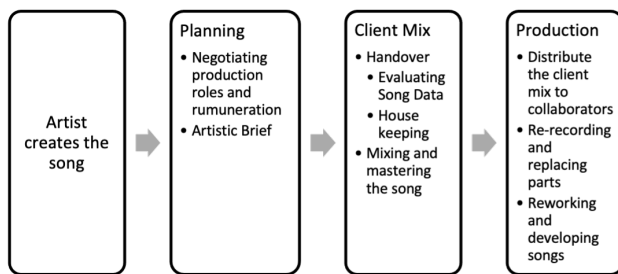 Artist
creates the
song
Planning
• Negotiating
production
roles and
rumuneration
• Artistic Brief
Client Mix
• Handover
• Evaluating
Song Data
• House
keeping
• Mixing and
mastering
the song
Production
• Distribute
the client
mix to
collaborators
• Re-recording
and
replacing
parts
• Reworking
and
developing
songs